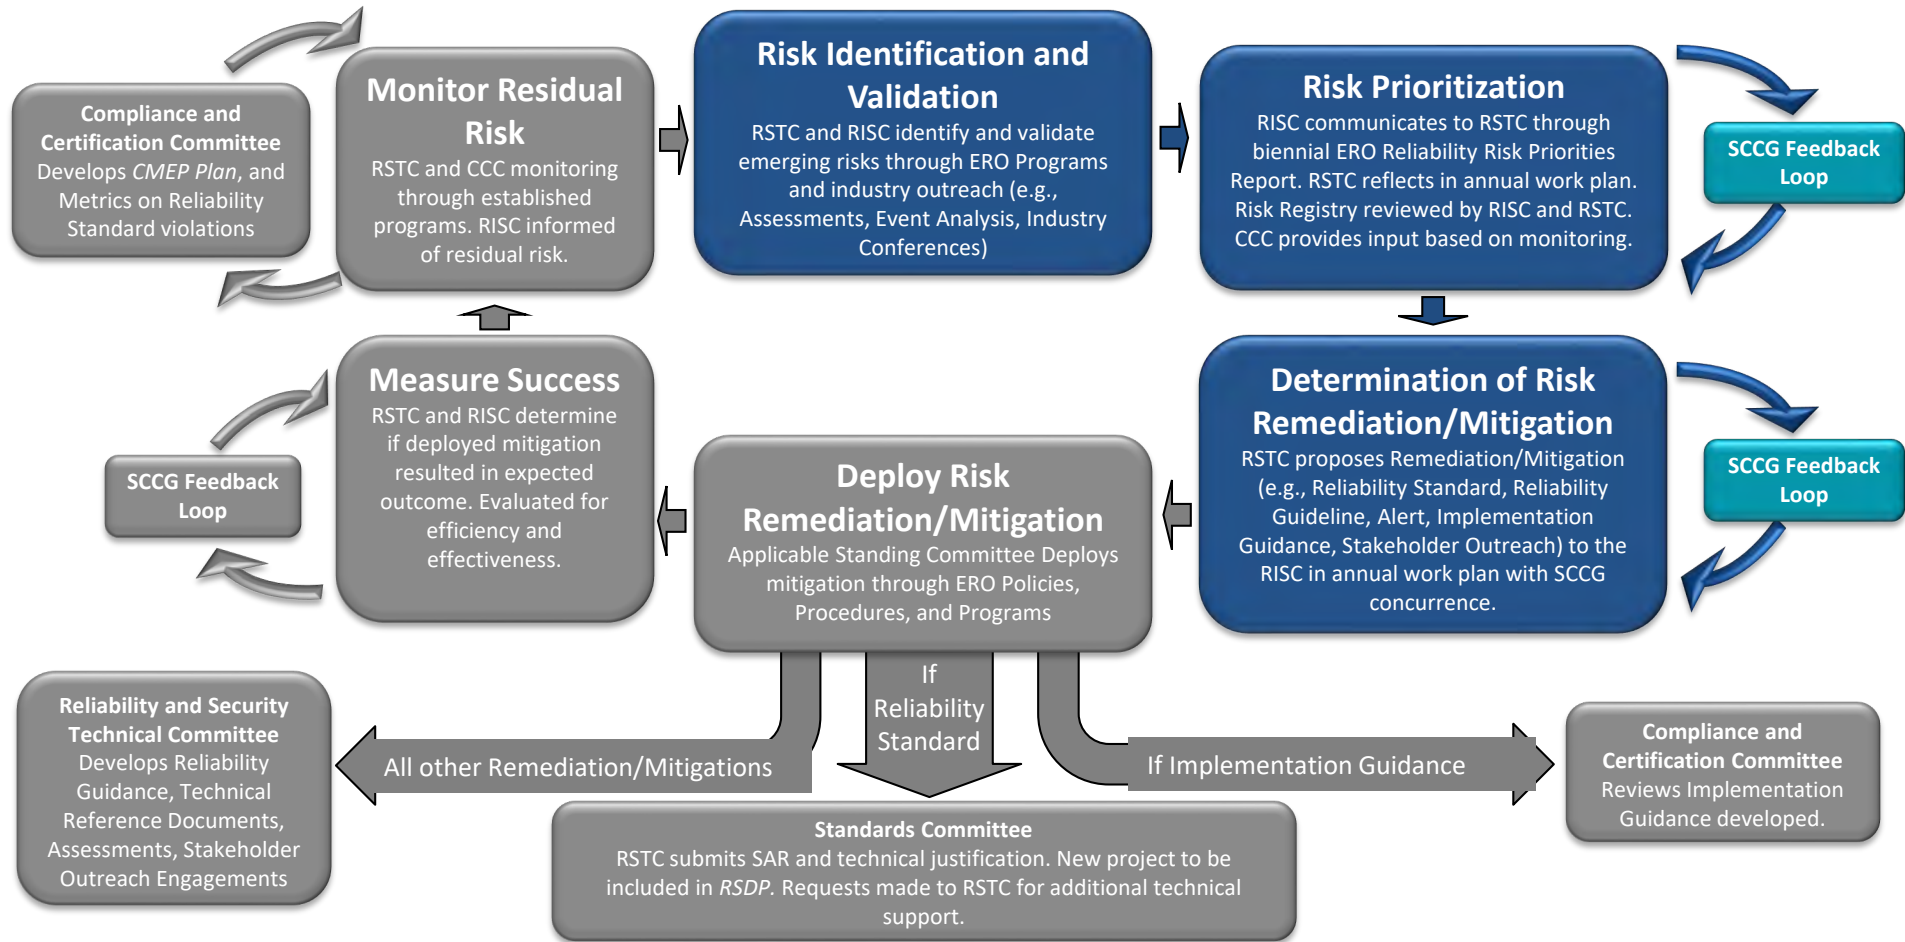 Compliance and
Certification Committee
Develops CMEP Plan, and
Metrics on Reliability
Standard violations
Monitor Residual
Risk
RSTC and CCC monitoring
through established
programs. RISC informed
of residual risk.
Risk Identification and
Validation
RSTC and RISC identify and validate
emerging risks through ERO Programs
and industry outreach (e.g.,
Assessments, Event Analysis, Industry
Conferences)
Risk Prioritization
RISC communicates to RSTC through
biennial ERO Reliability Risk Priorities
Report. RSTC reflects in annual work plan.
Risk Registry reviewed by RISC and RSTC.
CCC provides input based on monitoring.
SCCG Feedback
Loop
SCCG Feedback
Loop
Measure Success
RSTC and RISC determine
if deployed mitigation
resulted in expected
outcome. Evaluated for
efficiency and
effectiveness.
Deploy Risk
Remediation/Mitigation
Applicable Standing Committee Deploys
mitigation through ERO Policies,
Procedures, and Programs
Determination of Risk
Remediation/Mitigation
RSTC proposes Remediation/Mitigation
(e.g., Reliability Standard, Reliability
Guideline, Alert, Implementation
Guidance, Stakeholder Outreach) to the
RISC in annual work plan with SCCG
concurrence.
SCCG Feedback
Loop
Reliability and Security
Technical Committee
Develops Reliability
Guidance, Technical
Reference Documents,
Assessments, Stakeholder
Outreach Engagements
All other Remediation/Mitigations
If
Reliability
Standard
If Implementation Guidance
Compliance and
Certification Committee
Reviews Implementation
Guidance developed.
Standards Committee
RSTC submits SAR and technical justification. New project to be
included in RSDP. Requests made to RSTC for additional technical
support.